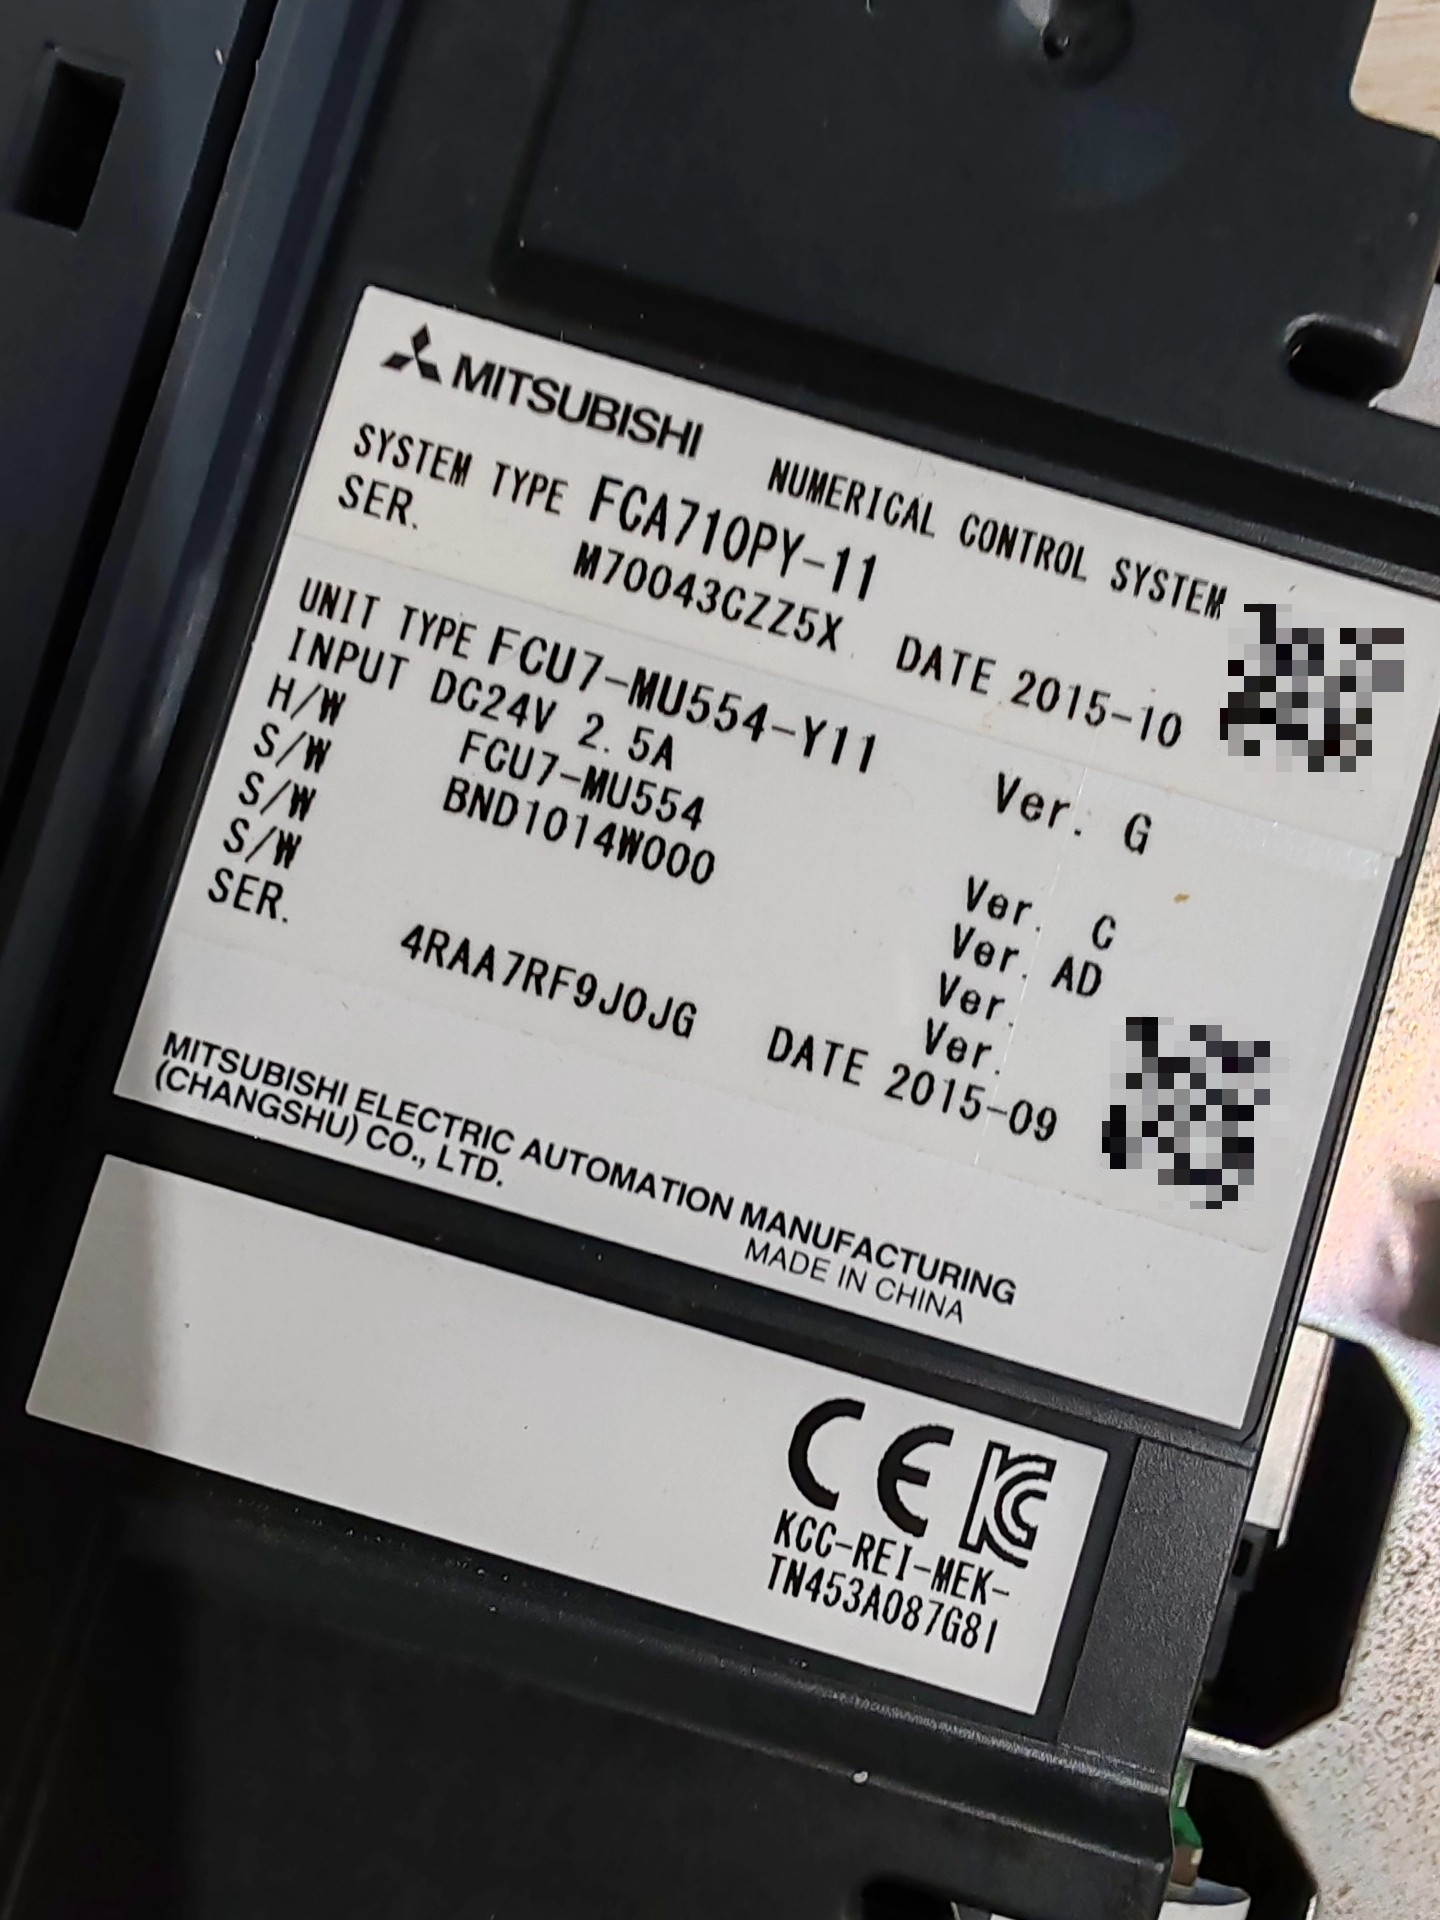 MITSUBISHI NUMERICAL CONTROL SYSTEM
SYSTEM TYPE FCA710PY-11
SER. M70043CZZ5X DATE 2015-10
UNIT TYPE FCU7-MU554-Y11 Ver. G
INPUT DC24V 2.5A
H/W FCU7-MU554 Ver. C
S/W BND1014W000 Ver. AD
S/W Ver.
S/W Ver.
SER. 4RAA7RF9J0JG DATE 2015-09
MITSUBISHI ELECTRIC AUTOMATION MANUFACTURING
(CHANGSHU) CO., LTD.
MADE IN CHINA
CE KC
KCC-REI-MEK-
TN453A087G81